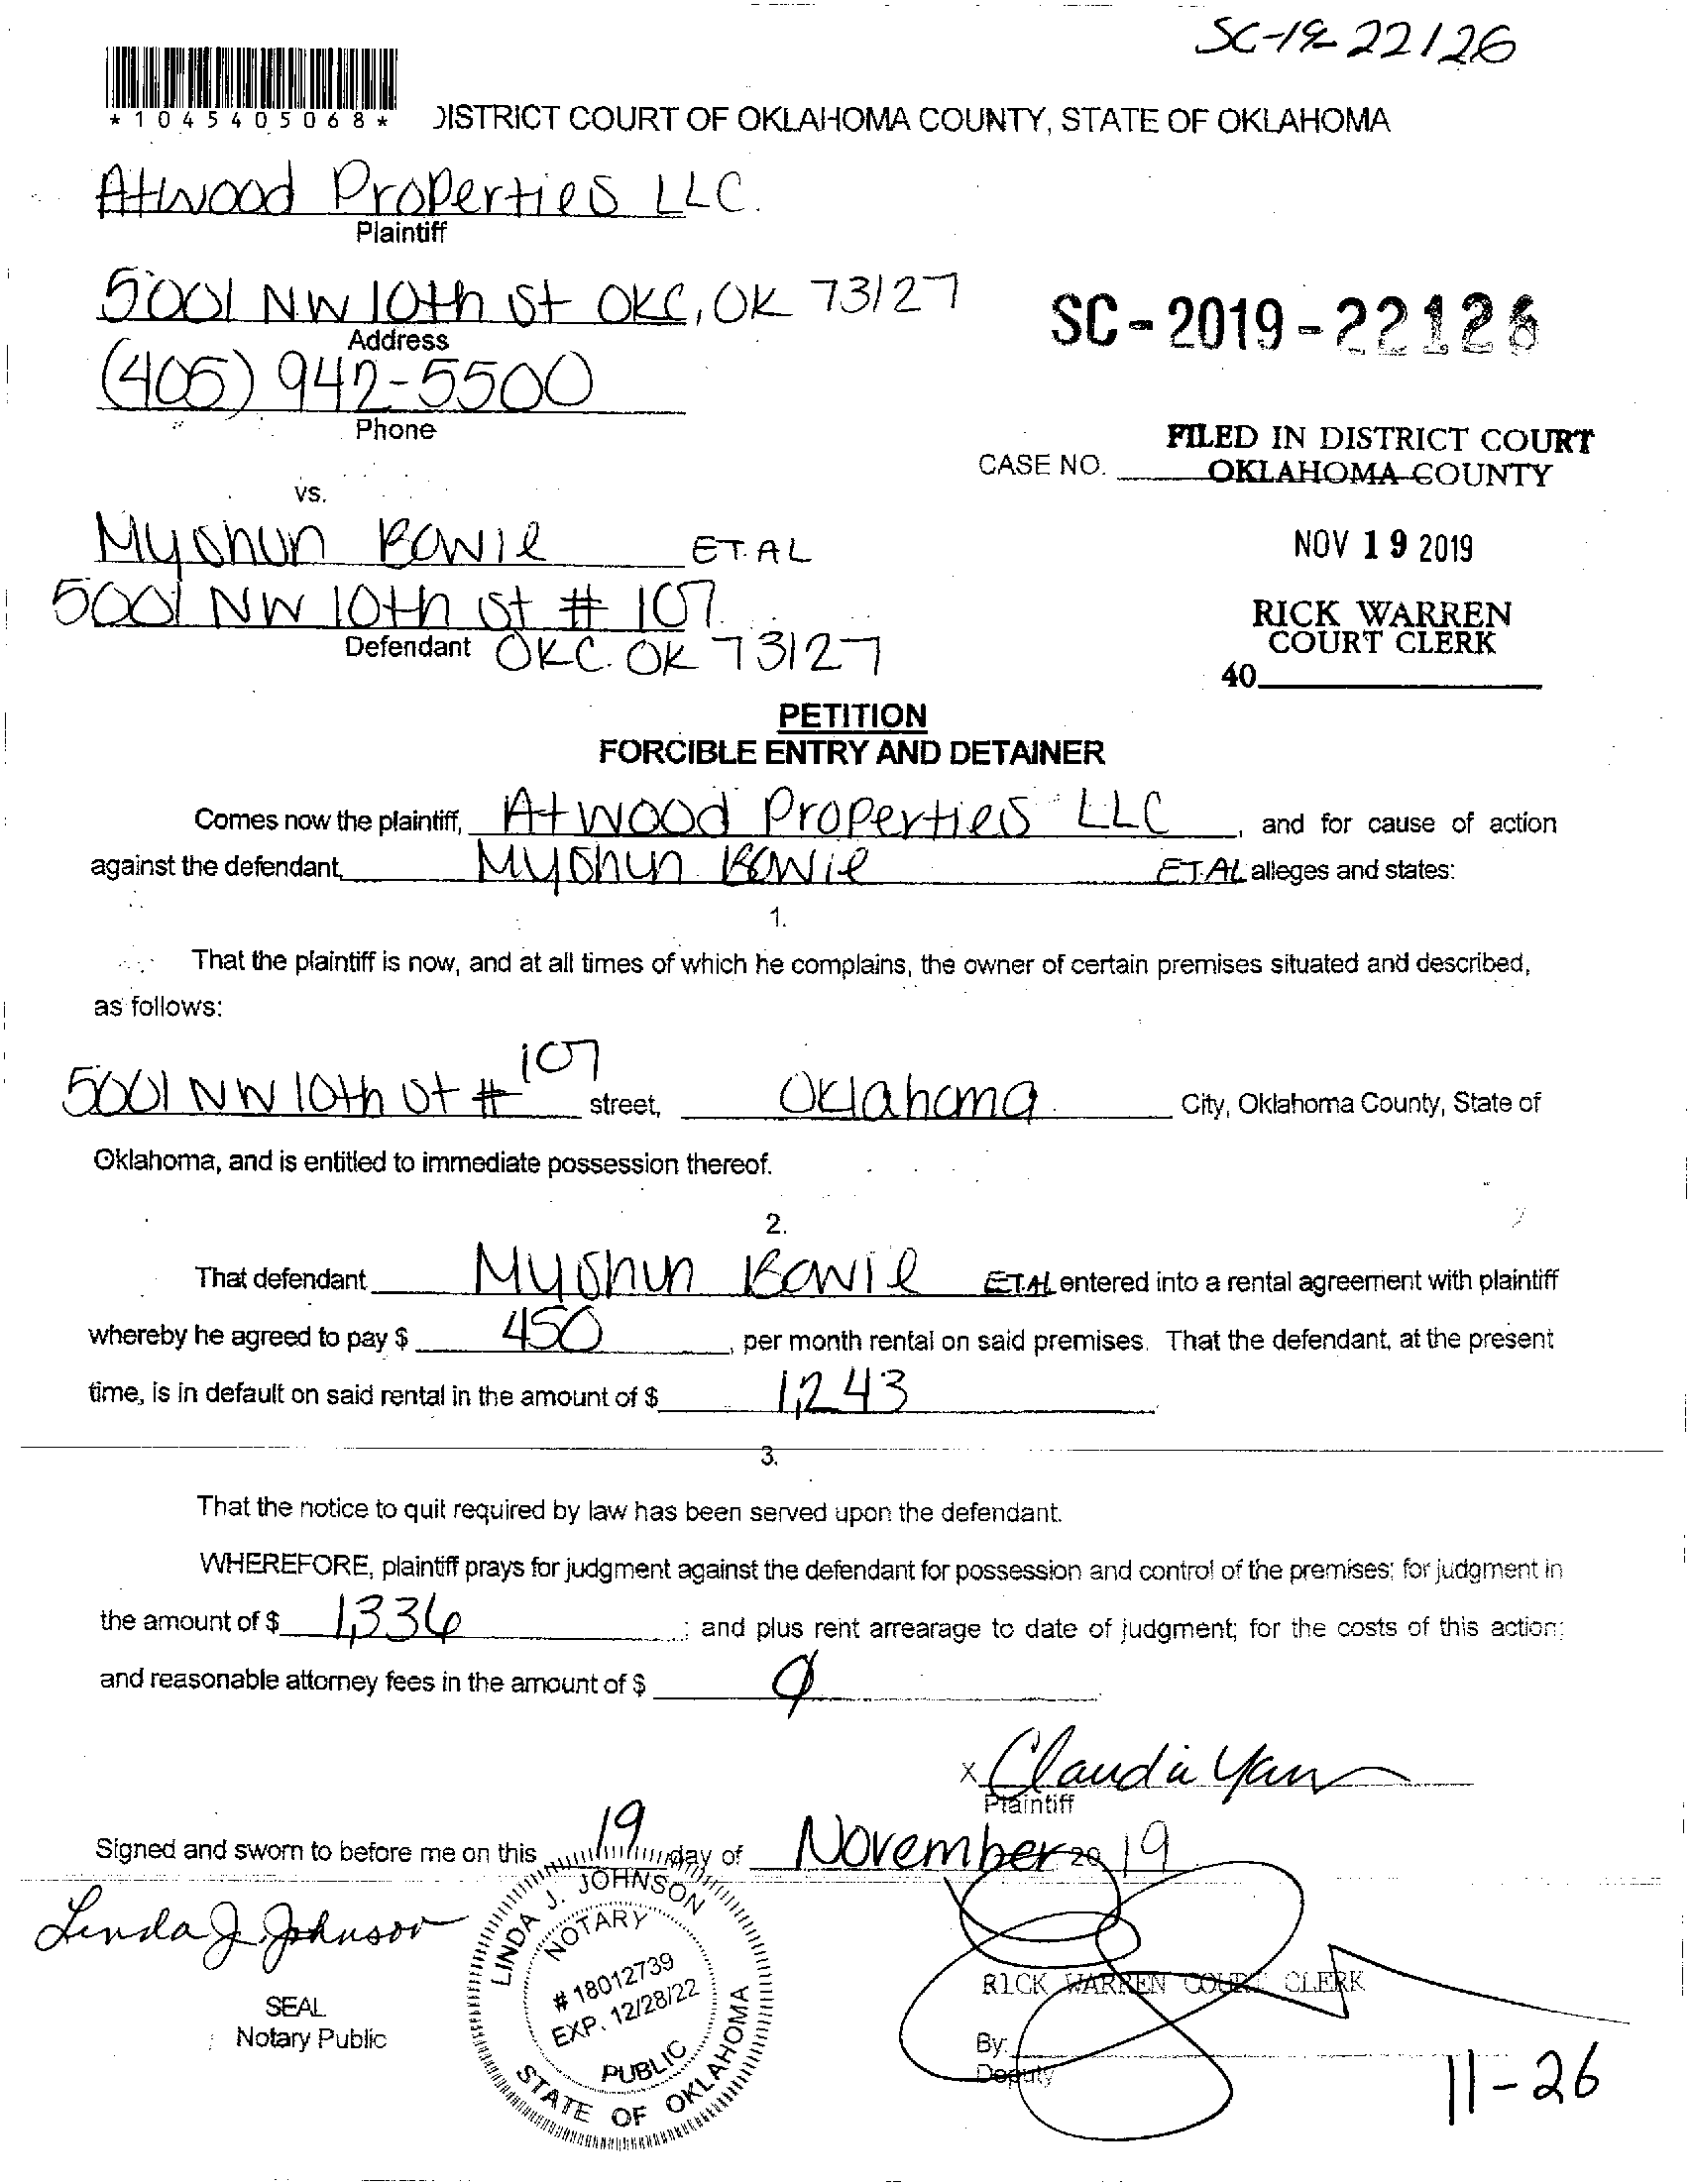 SC-19-22126
*1045405068*
DISTRICT COURT OF OKLAHOMA COUNTY, STATE OF OKLAHOMA
Atwood Properties LLC.
Plaintiff
5001 NW 10th St OKC, OK 73127
Address
SC-2019-22126
(405) 942-5500
Phone
FILED IN DISTRICT COURT
CASE NO. OKLAHOMA COUNTY
vs.
Myshun Bowie ET.AL
NOV 19 2019
5001 NW 10th St # 107
RICK WARREN
Defendant OKC. OK 73127
COURT CLERK
40
PETITION
FORCIBLE ENTRY AND DETAINER
Comes now the plaintiff, Atwood Properties LLC, and for cause of action
against the defendant, Myshun Bowie ET.AL alleges and states:
1.
That the plaintiff is now, and at all times of which he complains, the owner of certain premises situated and described,
as follows:
5001 NW 10th St # 107 street, Oklahoma City, Oklahoma County, State of
Oklahoma, and is entitled to immediate possession thereof.
2.
That defendant Myshun Bowie ET.AL entered into a rental agreement with plaintiff
whereby he agreed to pay $ 450, per month rental on said premises. That the defendant, at the present
time, is in default on said rental in the amount of $ 1,243
3.
That the notice to quit required by law has been served upon the defendant.
WHEREFORE, plaintiff prays for judgment against the defendant for possession and control of the premises; for judgment in
the amount of $ 1,336; and plus rent arrearage to date of judgment; for the costs of this action;
and reasonable attorney fees in the amount of $ 0
x Claudia Yan
Plaintiff
Signed and sworn to before me on this 19 day of November 20 19
Linda J Johnson
LINDA J. JOHNSON
NOTARY
# 18012739
EXP. 12/28/22
PUBLIC
STATE OF OKLAHOMA
SEAL
Notary Public
RICK WARREN COURT CLERK
By:
Deputy
11-26